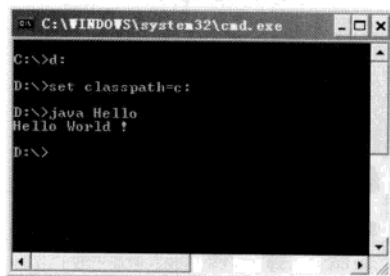 C:\WINDOWS\system32\cmd.exe
C:\>d:
D:\>set classpath=c:
D:\>java Hello
Hello World !
D:\>